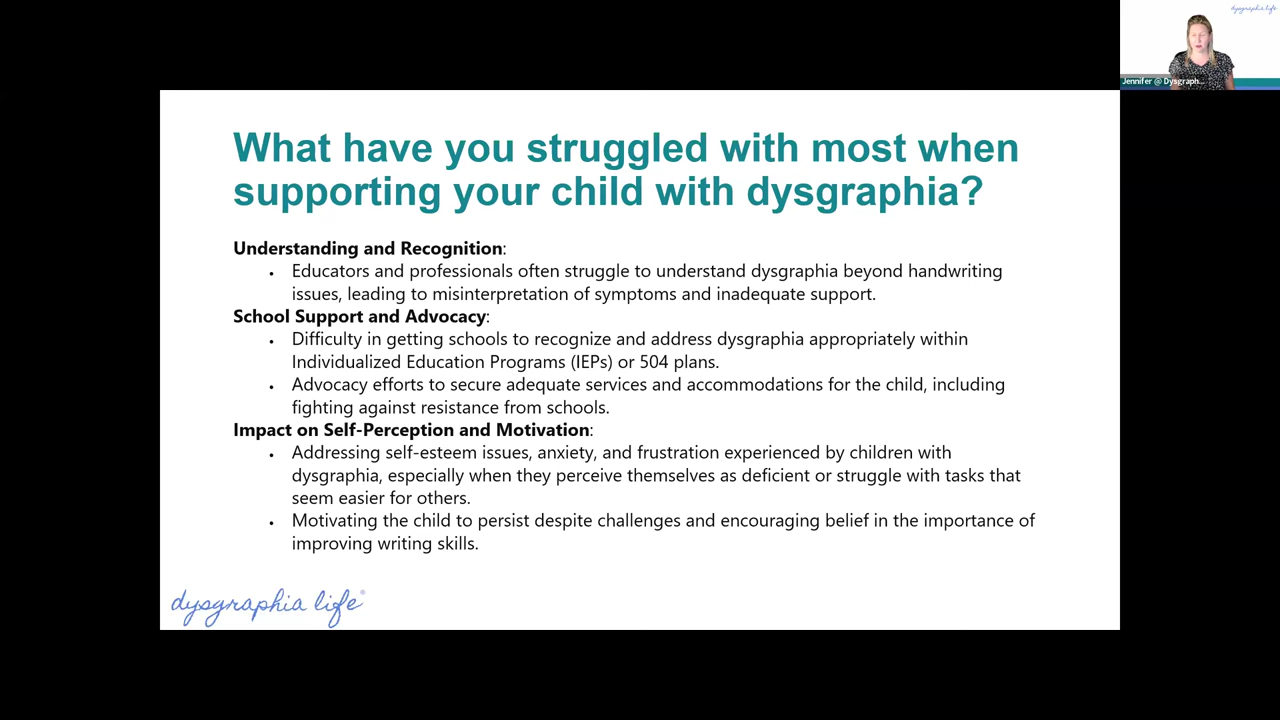 dysgraphia life
Jennifer @ Dysgraph...
What have you struggled with most when
supporting your child with dysgraphia?
Understanding and Recognition:
• Educators and professionals often struggle to understand dysgraphia beyond handwriting
issues, leading to misinterpretation of symptoms and inadequate support.
School Support and Advocacy:
• Difficulty in getting schools to recognize and address dysgraphia appropriately within
Individualized Education Programs (IEPs) or 504 plans.
• Advocacy efforts to secure adequate services and accommodations for the child, including
fighting against resistance from schools.
Impact on Self-Perception and Motivation:
• Addressing self-esteem issues, anxiety, and frustration experienced by children with
dysgraphia, especially when they perceive themselves as deficient or struggle with tasks that
seem easier for others.
• Motivating the child to persist despite challenges and encouraging belief in the importance of
improving writing skills.
dysgraphia life®